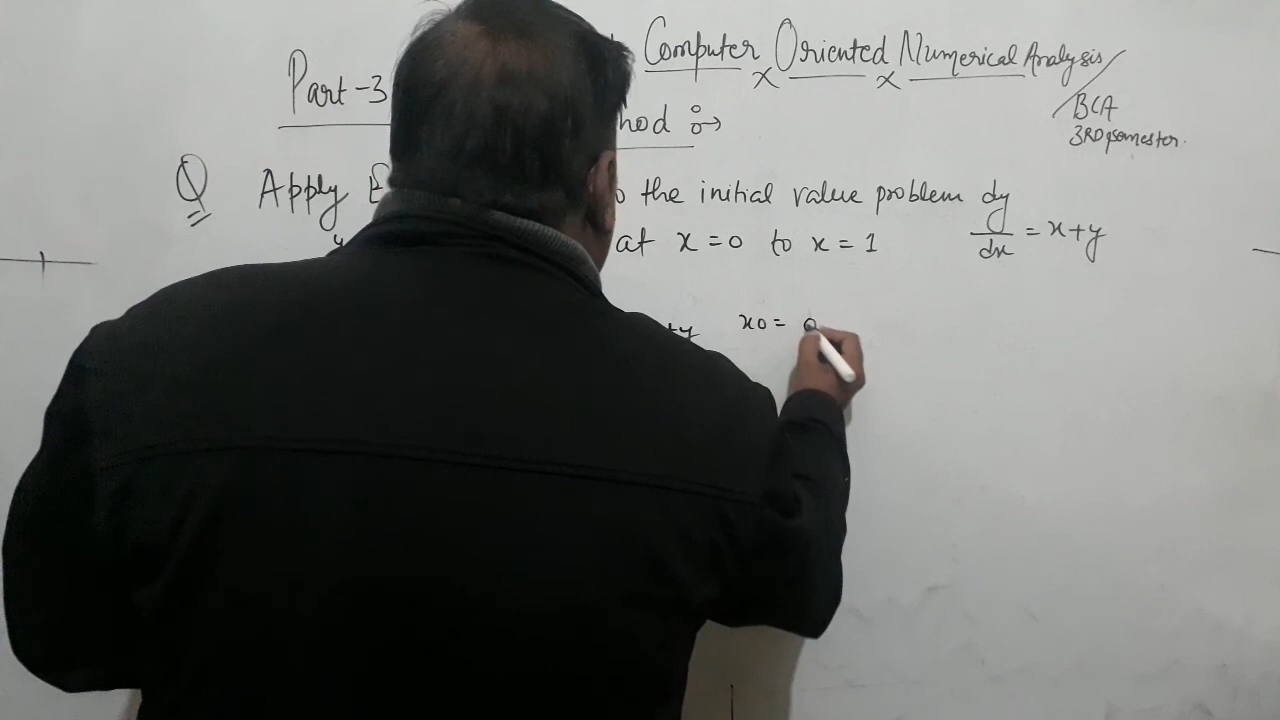 Part-3 Computer Oriented Numerical Analysis
BCA
3RD semester.
Q Apply the initial value problem dy/dx = x+y
at x = 0 to x = 1
+y x0 = 0